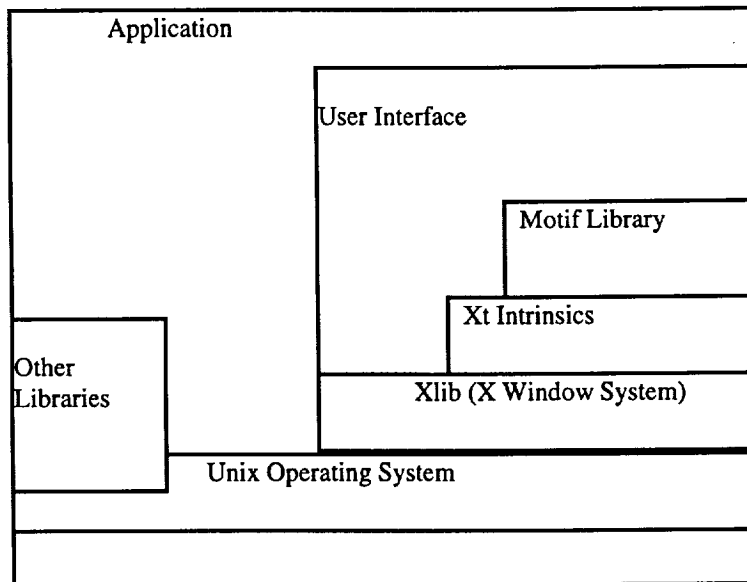 Application
User Interface
Motif Library
Xt Intrinsics
Other
Libraries
Xlib (X Window System)
Unix Operating System